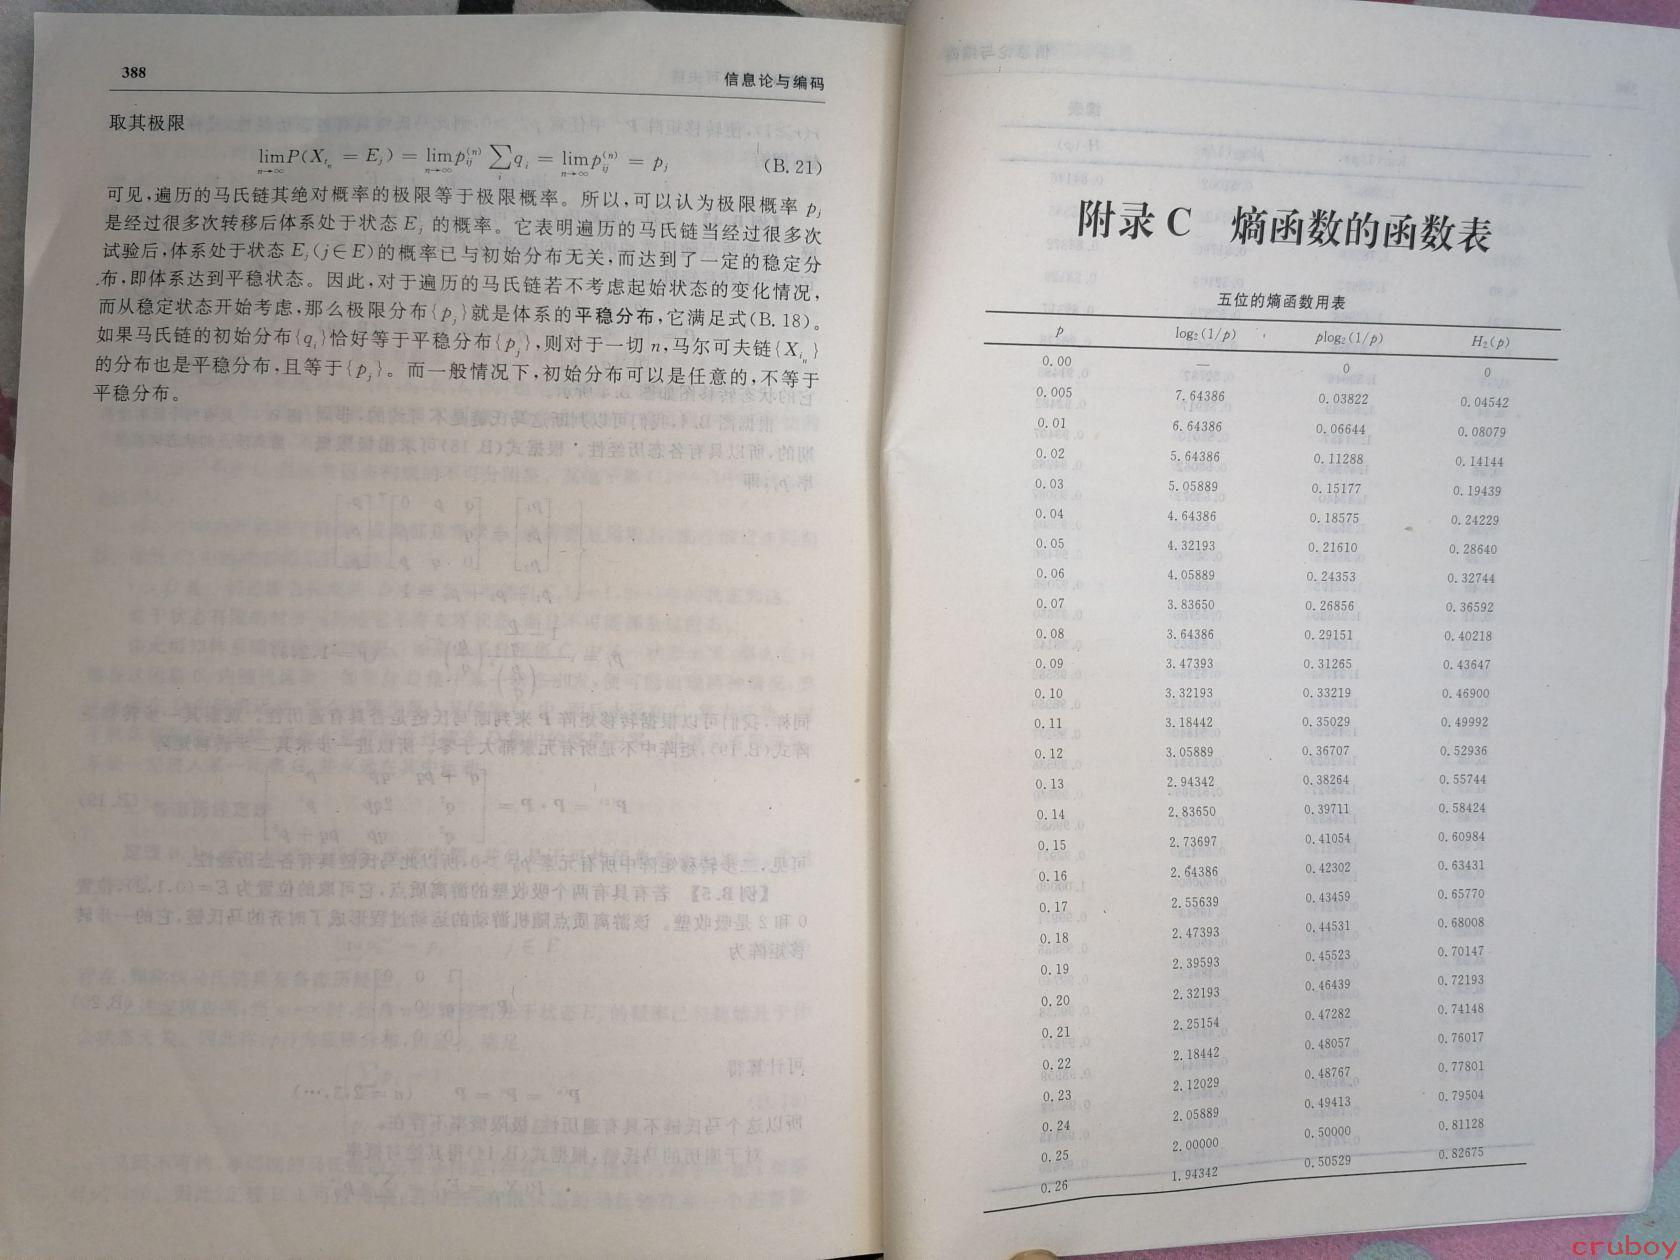 388
信息论与编码
取其极限
lim_{n→∞} P(X_{t_n} = E_j) = lim_{n→∞} p_{ij}^{(n)} ∑_i q_i = lim_{n→∞} p_{ij}^{(n)} = p_j (B.21)
可见,遍历的马氏链其绝对概率的极限等于极限概率。所以,可以认为极限概率 p_j
是经过很多次转移后体系处于状态 E_j 的概率。它表明遍历的马氏链当经过很多次
试验后,体系处于状态 E_j(j∈E)的概率已与初始分布无关,而达到了一定的稳定分
布,即体系达到平稳状态。因此,对于遍历的马氏链若不考虑起始状态的变化情况,
而从稳定状态开始考虑,那么极限分布{p_j}就是体系的平稳分布,它满足式(B.18)。
如果马氏链的初始分布{q_i}恰好等于平稳分布{p_j},则对于一切 n,马尔可夫链{X_{t_n}}
的分布也是平稳分布,且等于{p_j}。而一般情况下,初始分布可以是任意的,不等于
平稳分布。
附录 C 熵函数的函数表
五位的熵函数用表
p log₂(1/p) plog₂(1/p) H₂(p)
0.00 — 0 0
0.005 7.64386 0.03822 0.04542
0.01 6.64386 0.06644 0.08079
0.02 5.64386 0.11288 0.14144
0.03 5.05889 0.15177 0.19439
0.04 4.64386 0.18575 0.24229
0.05 4.32193 0.21610 0.28640
0.06 4.05889 0.24353 0.32744
0.07 3.83650 0.26856 0.36592
0.08 3.64386 0.29151 0.40218
0.09 3.47393 0.31265 0.43647
0.10 3.32193 0.33219 0.46900
0.11 3.18442 0.35029 0.49992
0.12 3.05889 0.36707 0.52936
0.13 2.94342 0.38264 0.55744
0.14 2.83650 0.39711 0.58424
0.15 2.73697 0.41054 0.60984
0.16 2.64386 0.42302 0.63431
0.17 2.55639 0.43459 0.65770
0.18 2.47393 0.44531 0.68008
0.19 2.39593 0.45523 0.70147
0.20 2.32193 0.46439 0.72193
0.21 2.25154 0.47282 0.74148
0.22 2.18442 0.48057 0.76017
0.23 2.12029 0.48767 0.77801
0.24 2.05889 0.49413 0.79504
0.25 2.00000 0.50000 0.81128
0.26 1.94342 0.50529 0.82675
cruboy